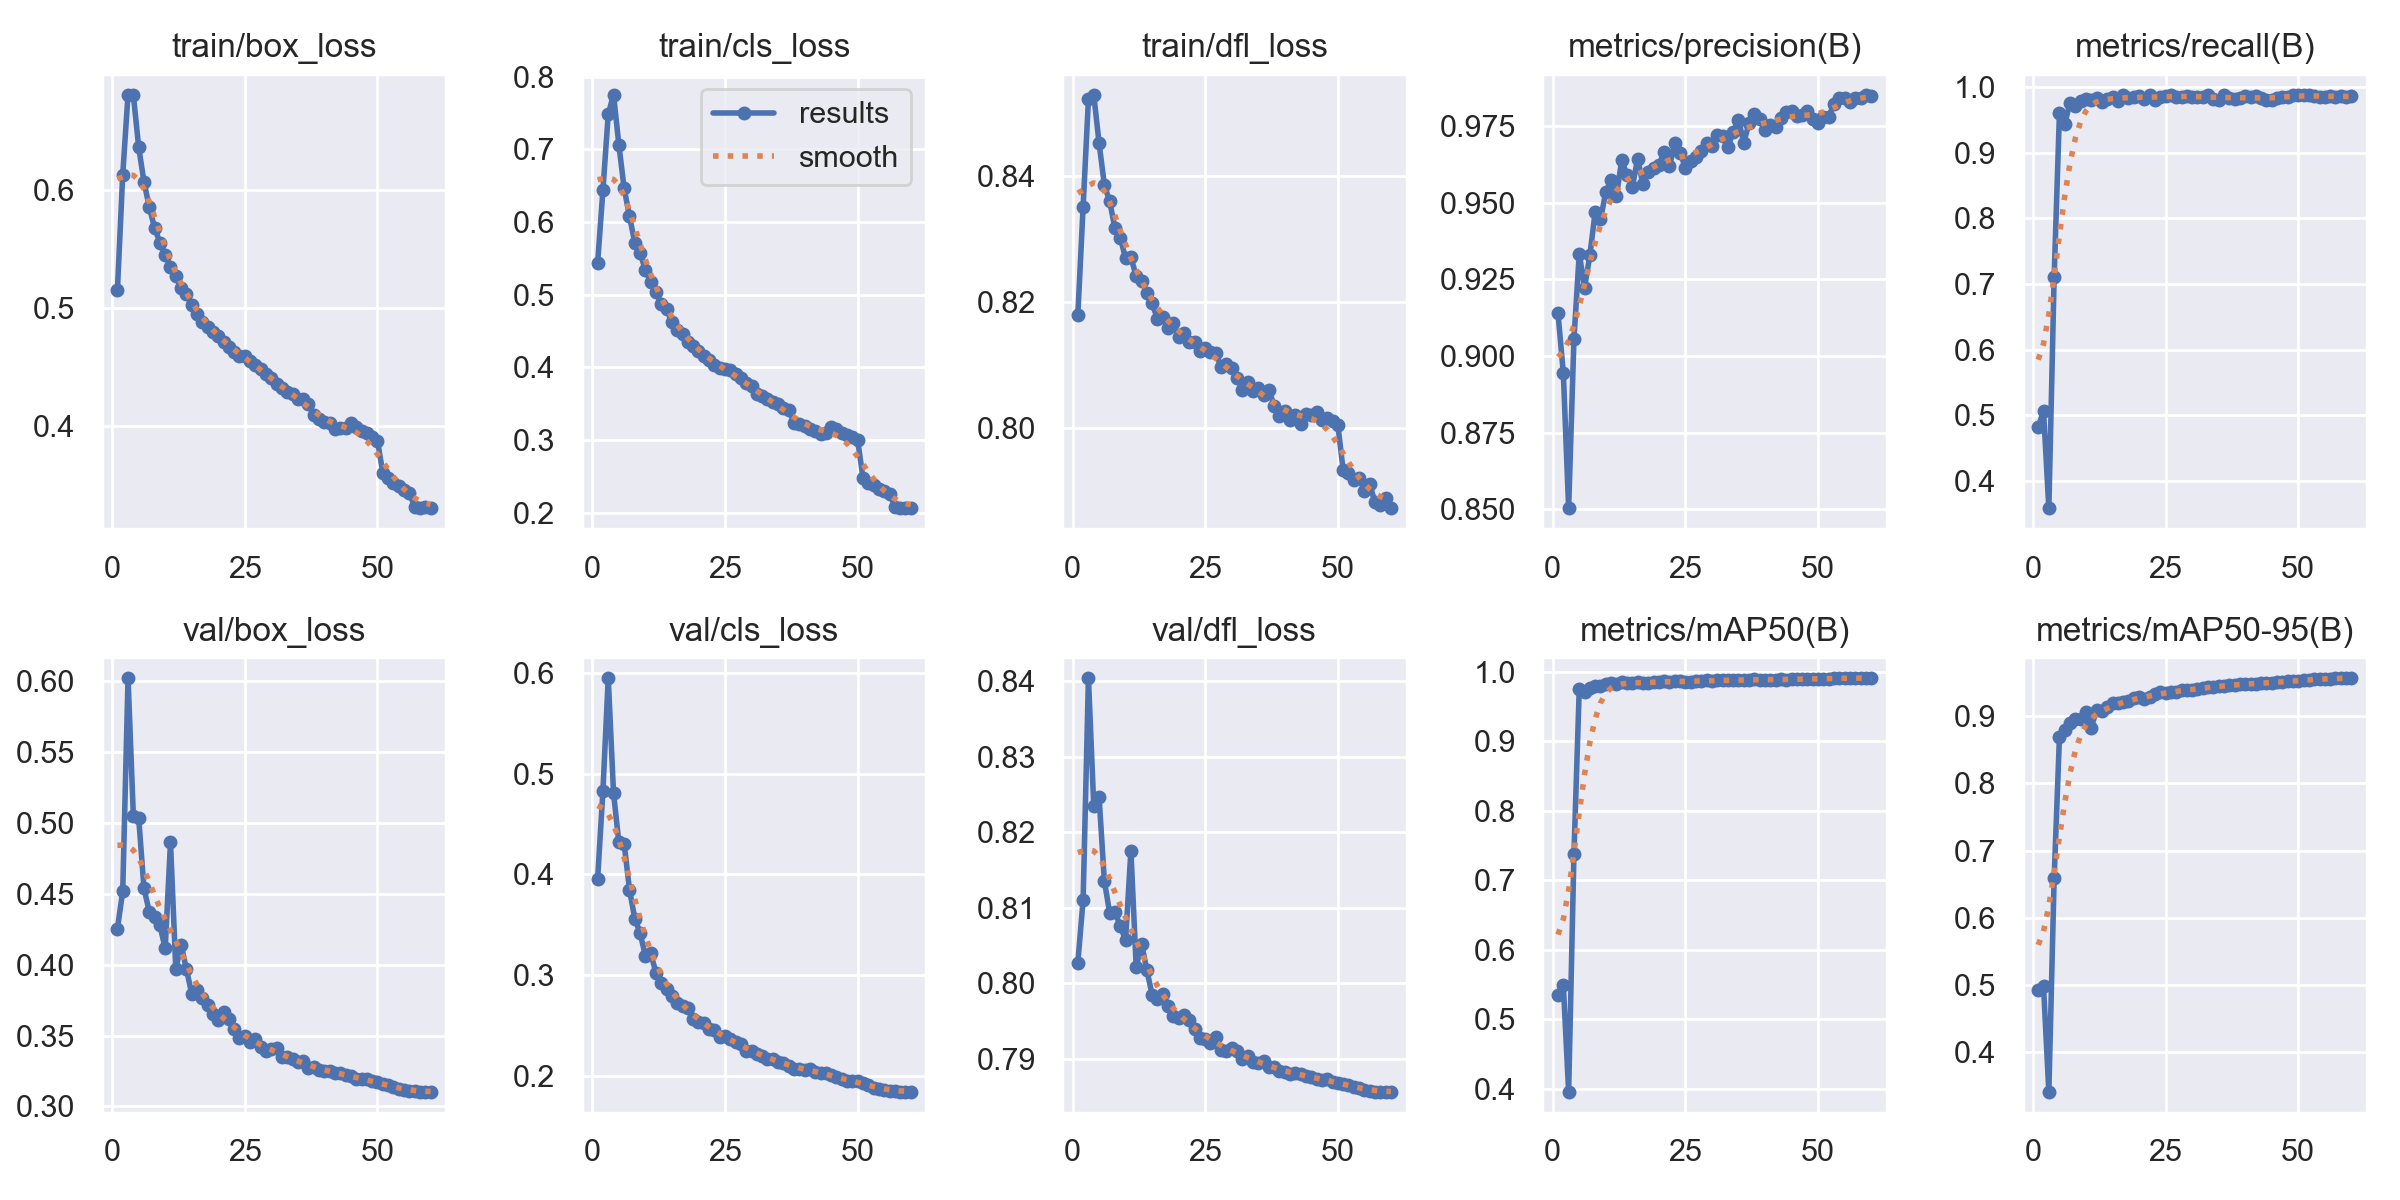 train/box_loss
train/cls_loss
train/dfl_loss
metrics/precision(B)
metrics/recall(B)
0.6
0.5
0.4
0 25 50
0.8
0.7
0.6
0.5
0.4
0.3
0.2
results
smooth
0 25 50
0.84
0.82
0.80
0 25 50
0.975
0.950
0.925
0.900
0.875
0.850
0 25 50
1.0
0.9
0.8
0.7
0.6
0.5
0.4
0 25 50
val/box_loss
val/cls_loss
val/dfl_loss
metrics/mAP50(B)
metrics/mAP50-95(B)
0.60
0.55
0.50
0.45
0.40
0.35
0.30
0 25 50
0.6
0.5
0.4
0.3
0.2
0 25 50
0.84
0.83
0.82
0.81
0.80
0.79
0 25 50
1.0
0.9
0.8
0.7
0.6
0.5
0.4
0 25 50
0.9
0.8
0.7
0.6
0.5
0.4
0 25 50